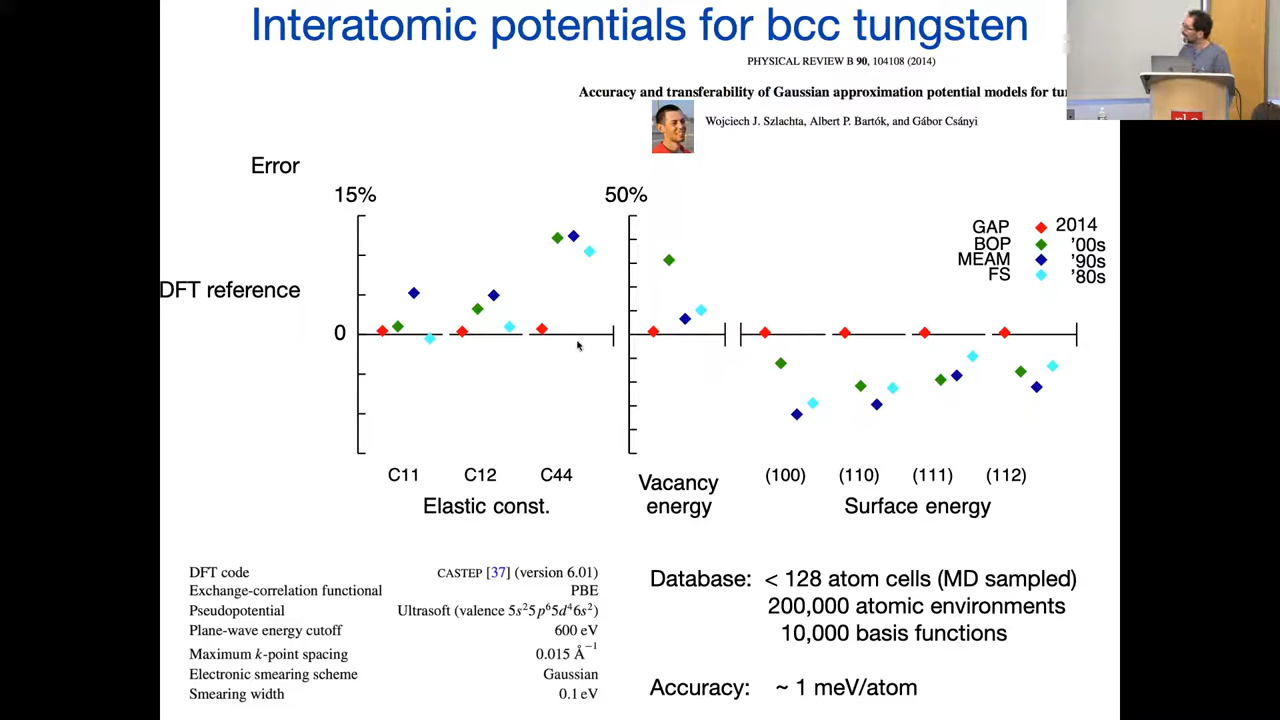 Interatomic potentials for bcc tungsten
PHYSICAL REVIEW B 90, 104108 (2014)
Accuracy and transferability of Gaussian approximation potential models for
Wojciech J. Szlachta, Albert P. Bartók, and Gábor Csányi
Error
15%
50%
GAP 2014
BOP '00s
MEAM '90s
FS '80s
DFT reference
0
C11 C12 C44
(100) (110) (111) (112)
Vacancy
energy
Elastic const.
Surface energy
DFT code CASTEP [37] (version 6.01)
Exchange-correlation functional PBE
Pseudopotential Ultrasoft (valence 5s²5p⁶5d⁴6s²)
Plane-wave energy cutoff 600 eV
Maximum k-point spacing 0.015 Å⁻¹
Electronic smearing scheme Gaussian
Smearing width 0.1 eV
Database: < 128 atom cells (MD sampled)
200,000 atomic environments
10,000 basis functions
Accuracy: ~ 1 meV/atom